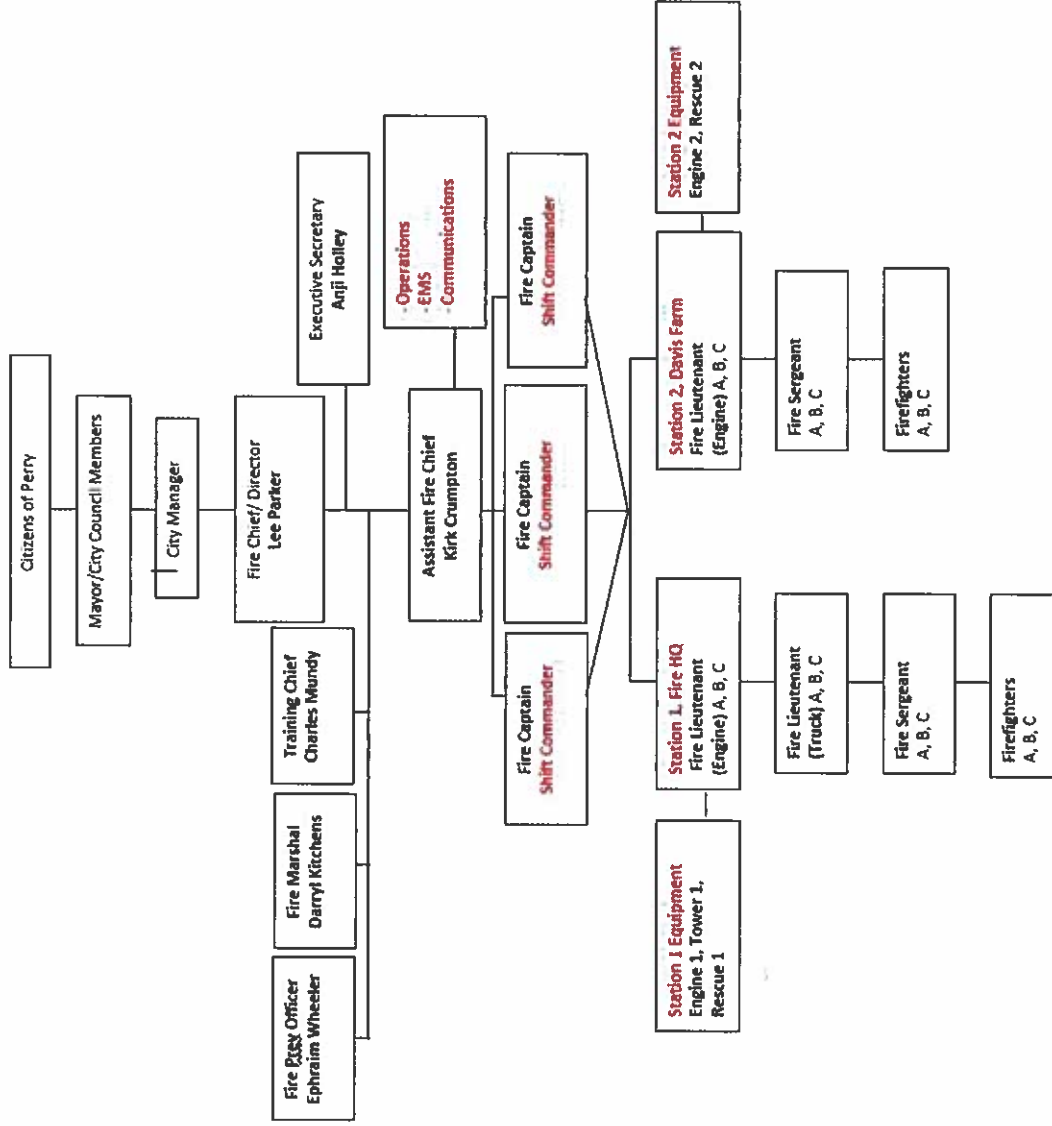 Citizens of Perry
Mayor/City Council Members
City Manager
Fire Chief/ Director
Lee Parker
Executive Secretary
Anji Holley
Fire Prev Officer
Ephraim Wheeler
Fire Marshal
Darryl Kitchens
Training Chief
Charles Mundy
Assistant Fire Chief
Kirk Crumpton
-Operations
-EMS
-Communications
Fire Captain
Shift Commander
Fire Captain
Shift Commander
Fire Captain
Shift Commander
Station 1 Equipment
Engine 1, Tower 1,
Rescue 1
Station 1, Fire HQ
Fire Lieutenant
(Engine) A, B, C
Station 2, Davis Farm
Fire Lieutenant
(Engine) A, B, C
Station 2 Equipment
Engine 2, Rescue 2
Fire Lieutenant
(Truck) A, B, C
Fire Sergeant
A, B, C
Firefighters
A, B, C
Fire Sergeant
A, B, C
Firefighters
A, B, C